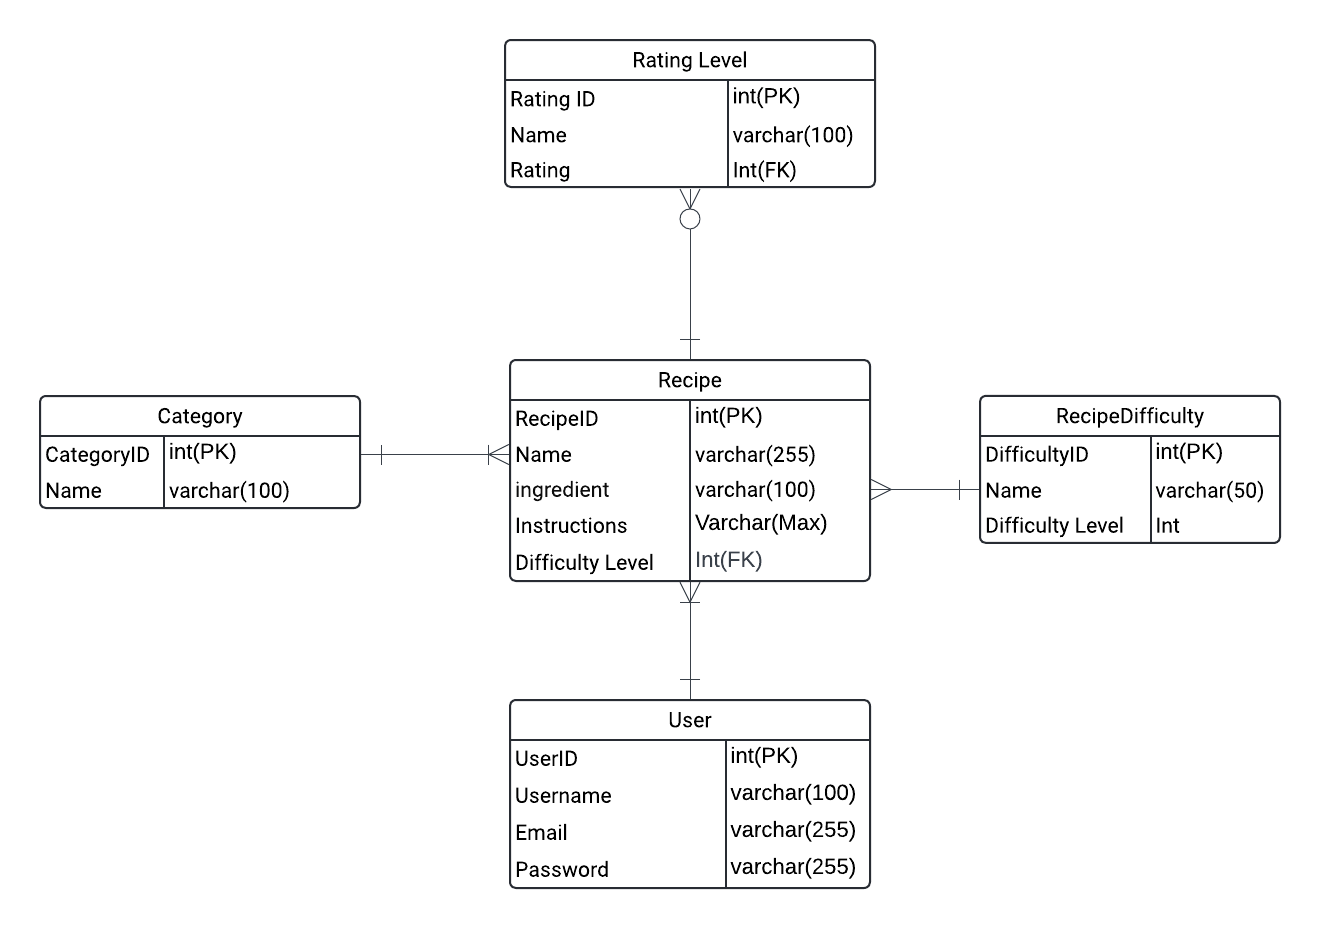 Rating Level
Rating ID int(PK)
Name varchar(100)
Rating Int(FK)
Recipe
RecipeID int(PK)
Name varchar(255)
ingredient varchar(100)
Instructions Varchar(Max)
Difficulty Level Int(FK)
Category
CategoryID int(PK)
Name varchar(100)
RecipeDifficulty
DifficultyID int(PK)
Name varchar(50)
Difficulty Level Int
User
UserID int(PK)
Username varchar(100)
Email varchar(255)
Password varchar(255)